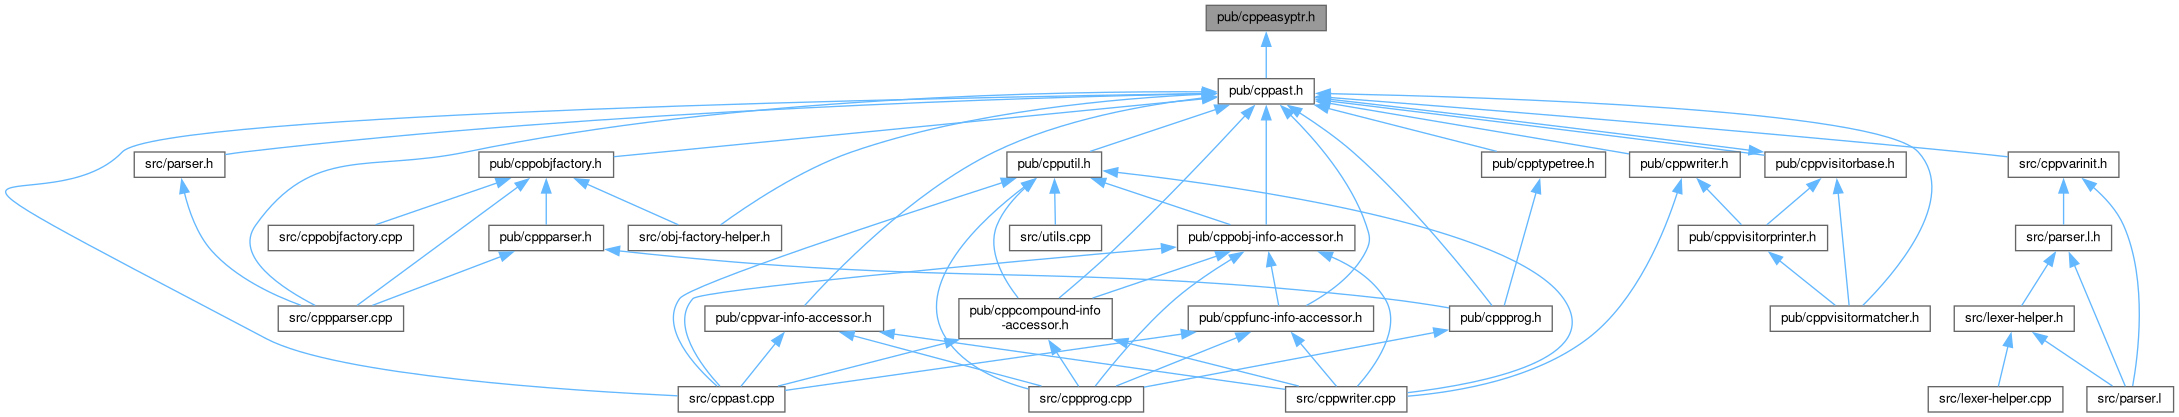 pub/cppeasyptr.h
pub/cppast.h
src/parser.h
pub/cppobjfactory.h
pub/cpputil.h
pub/cpptypetree.h
pub/cppwriter.h
pub/cppvisitorbase.h
src/cppvarinit.h
src/cppobjfactory.cpp
pub/cppparser.h
src/obj-factory-helper.h
src/utils.cpp
pub/cppobj-info-accessor.h
pub/cppvisitorprinter.h
src/parser.l.h
src/cppparser.cpp
pub/cppvar-info-accessor.h
pub/cppcompound-info
-accessor.h
pub/cppfunc-info-accessor.h
pub/cppprog.h
pub/cppvisitormatcher.h
src/lexer-helper.h
src/cppast.cpp
src/cppprog.cpp
src/cppwriter.cpp
src/lexer-helper.cpp
src/parser.l